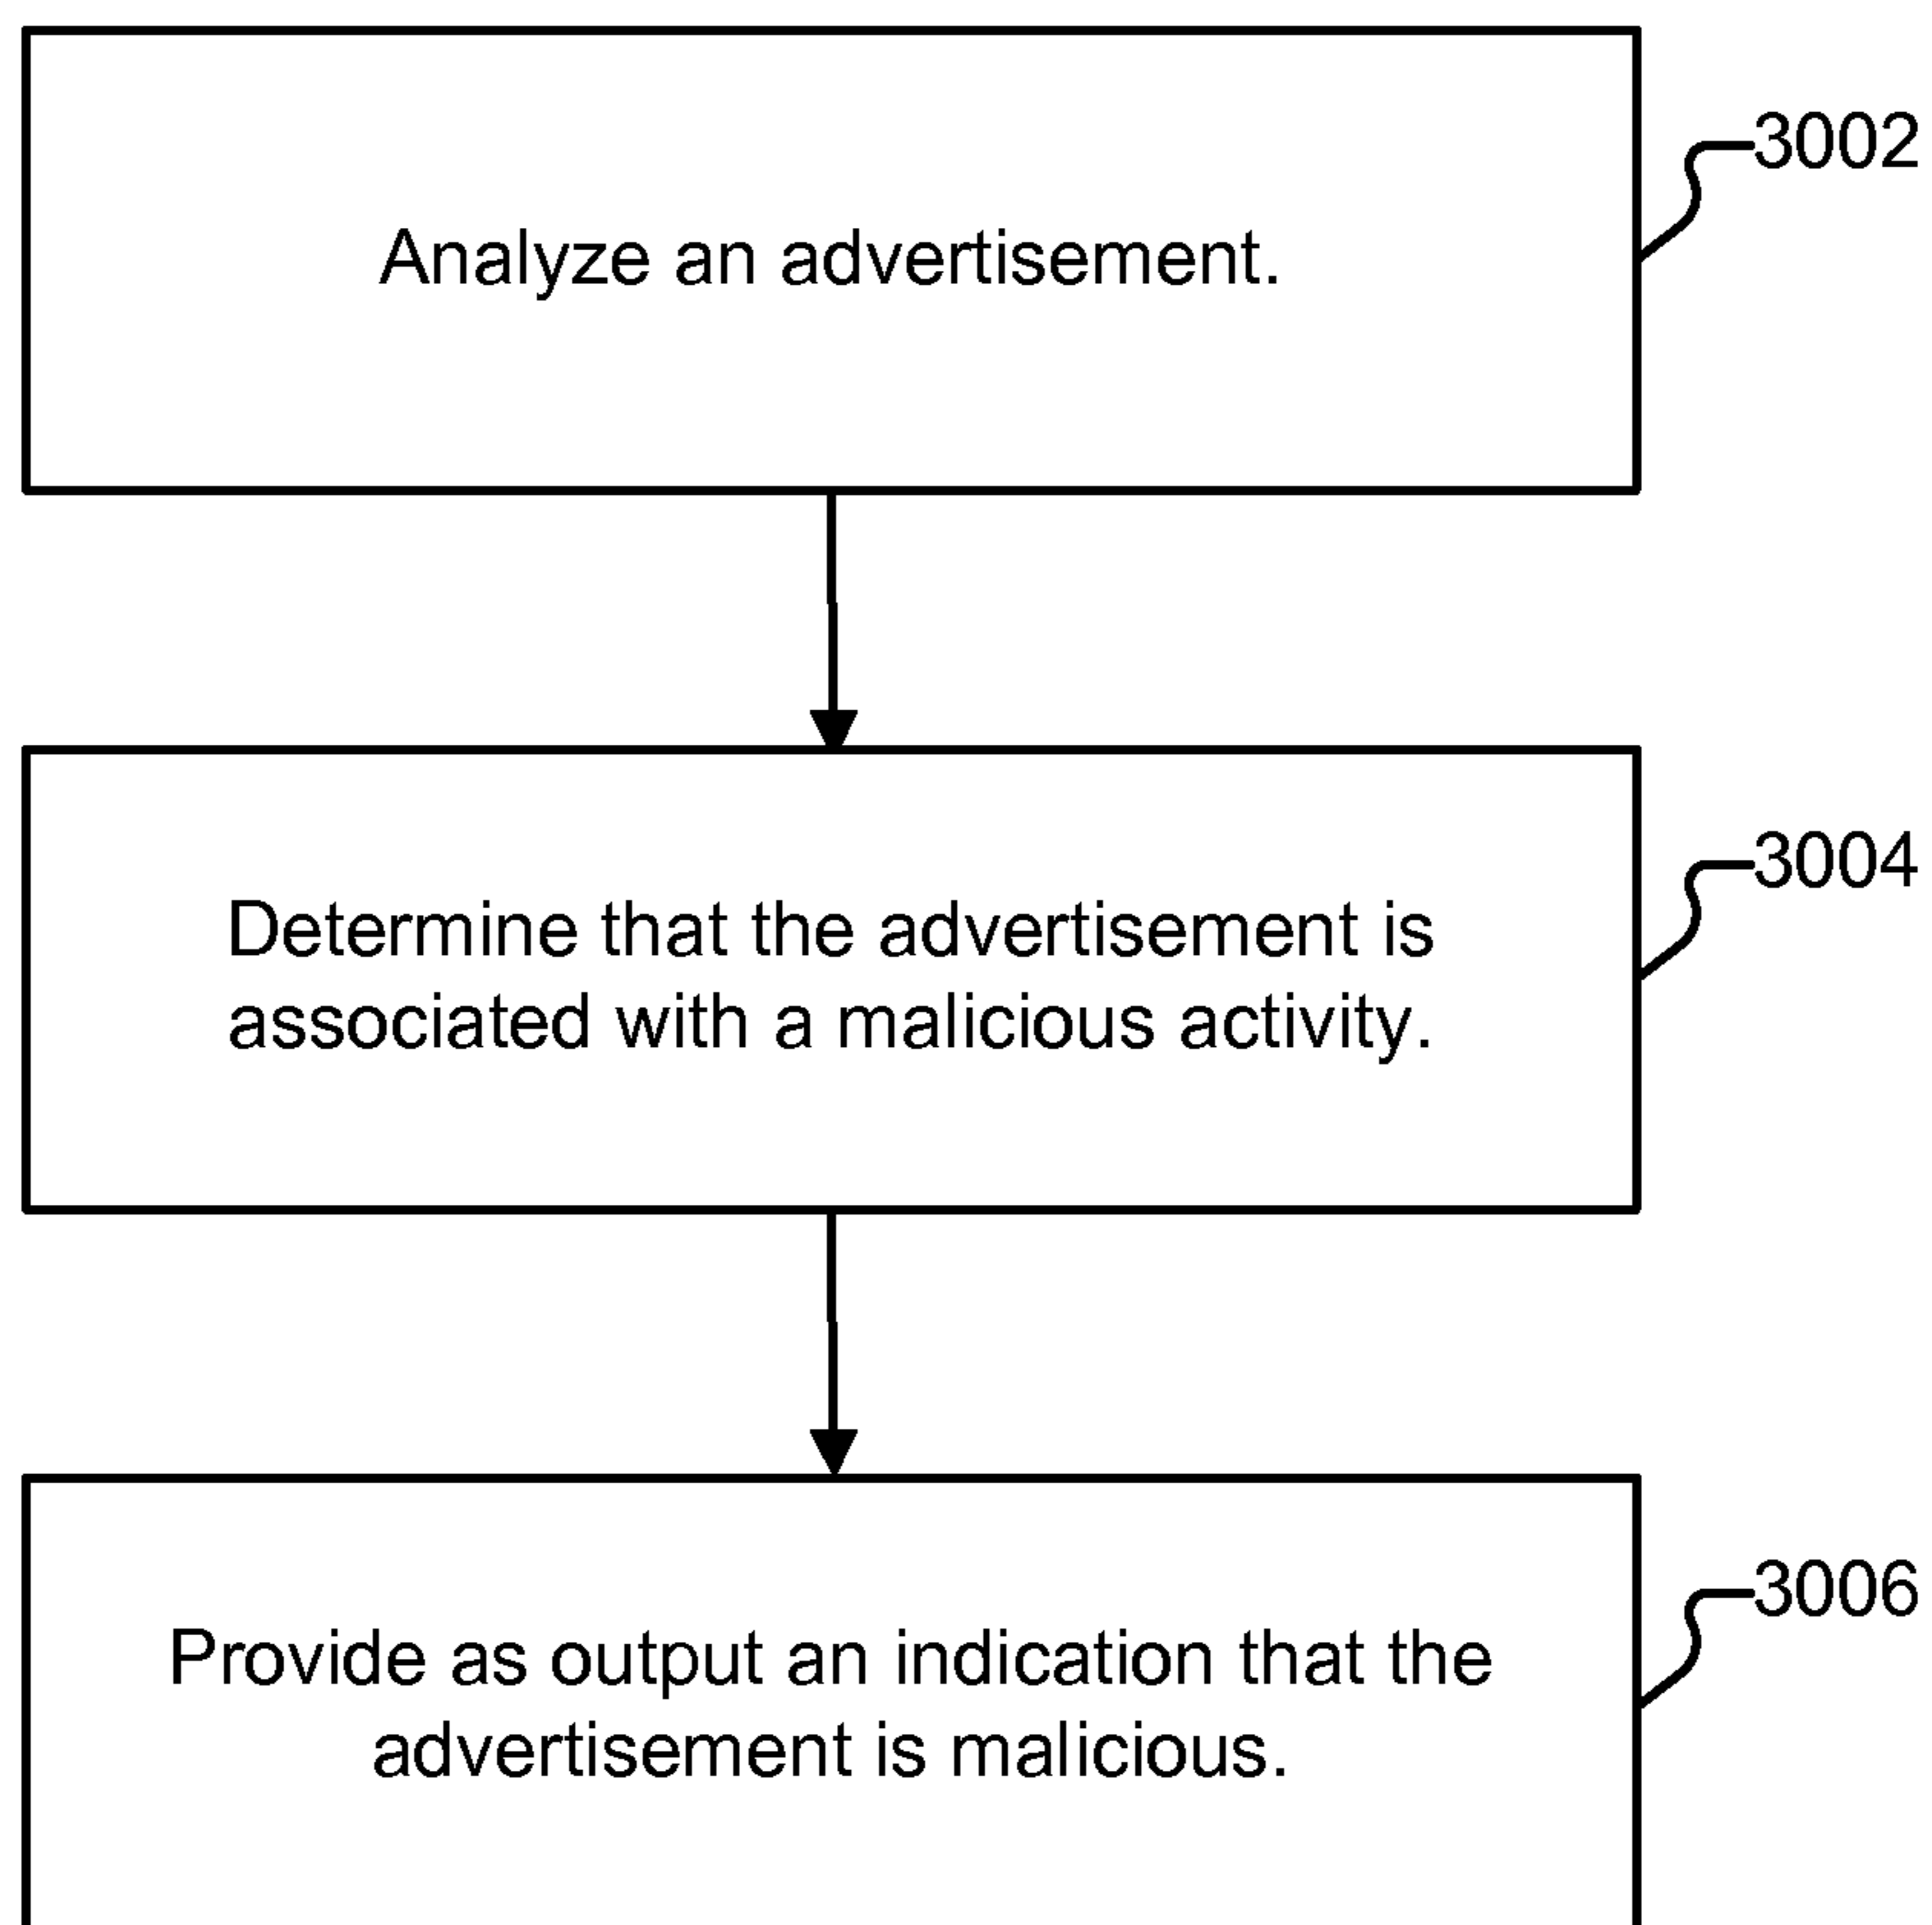 3002
Analyze an advertisement.
3004
Determine that the advertisement is
associated with a malicious activity.
3006
Provide as output an indication that the
advertisement is malicious.